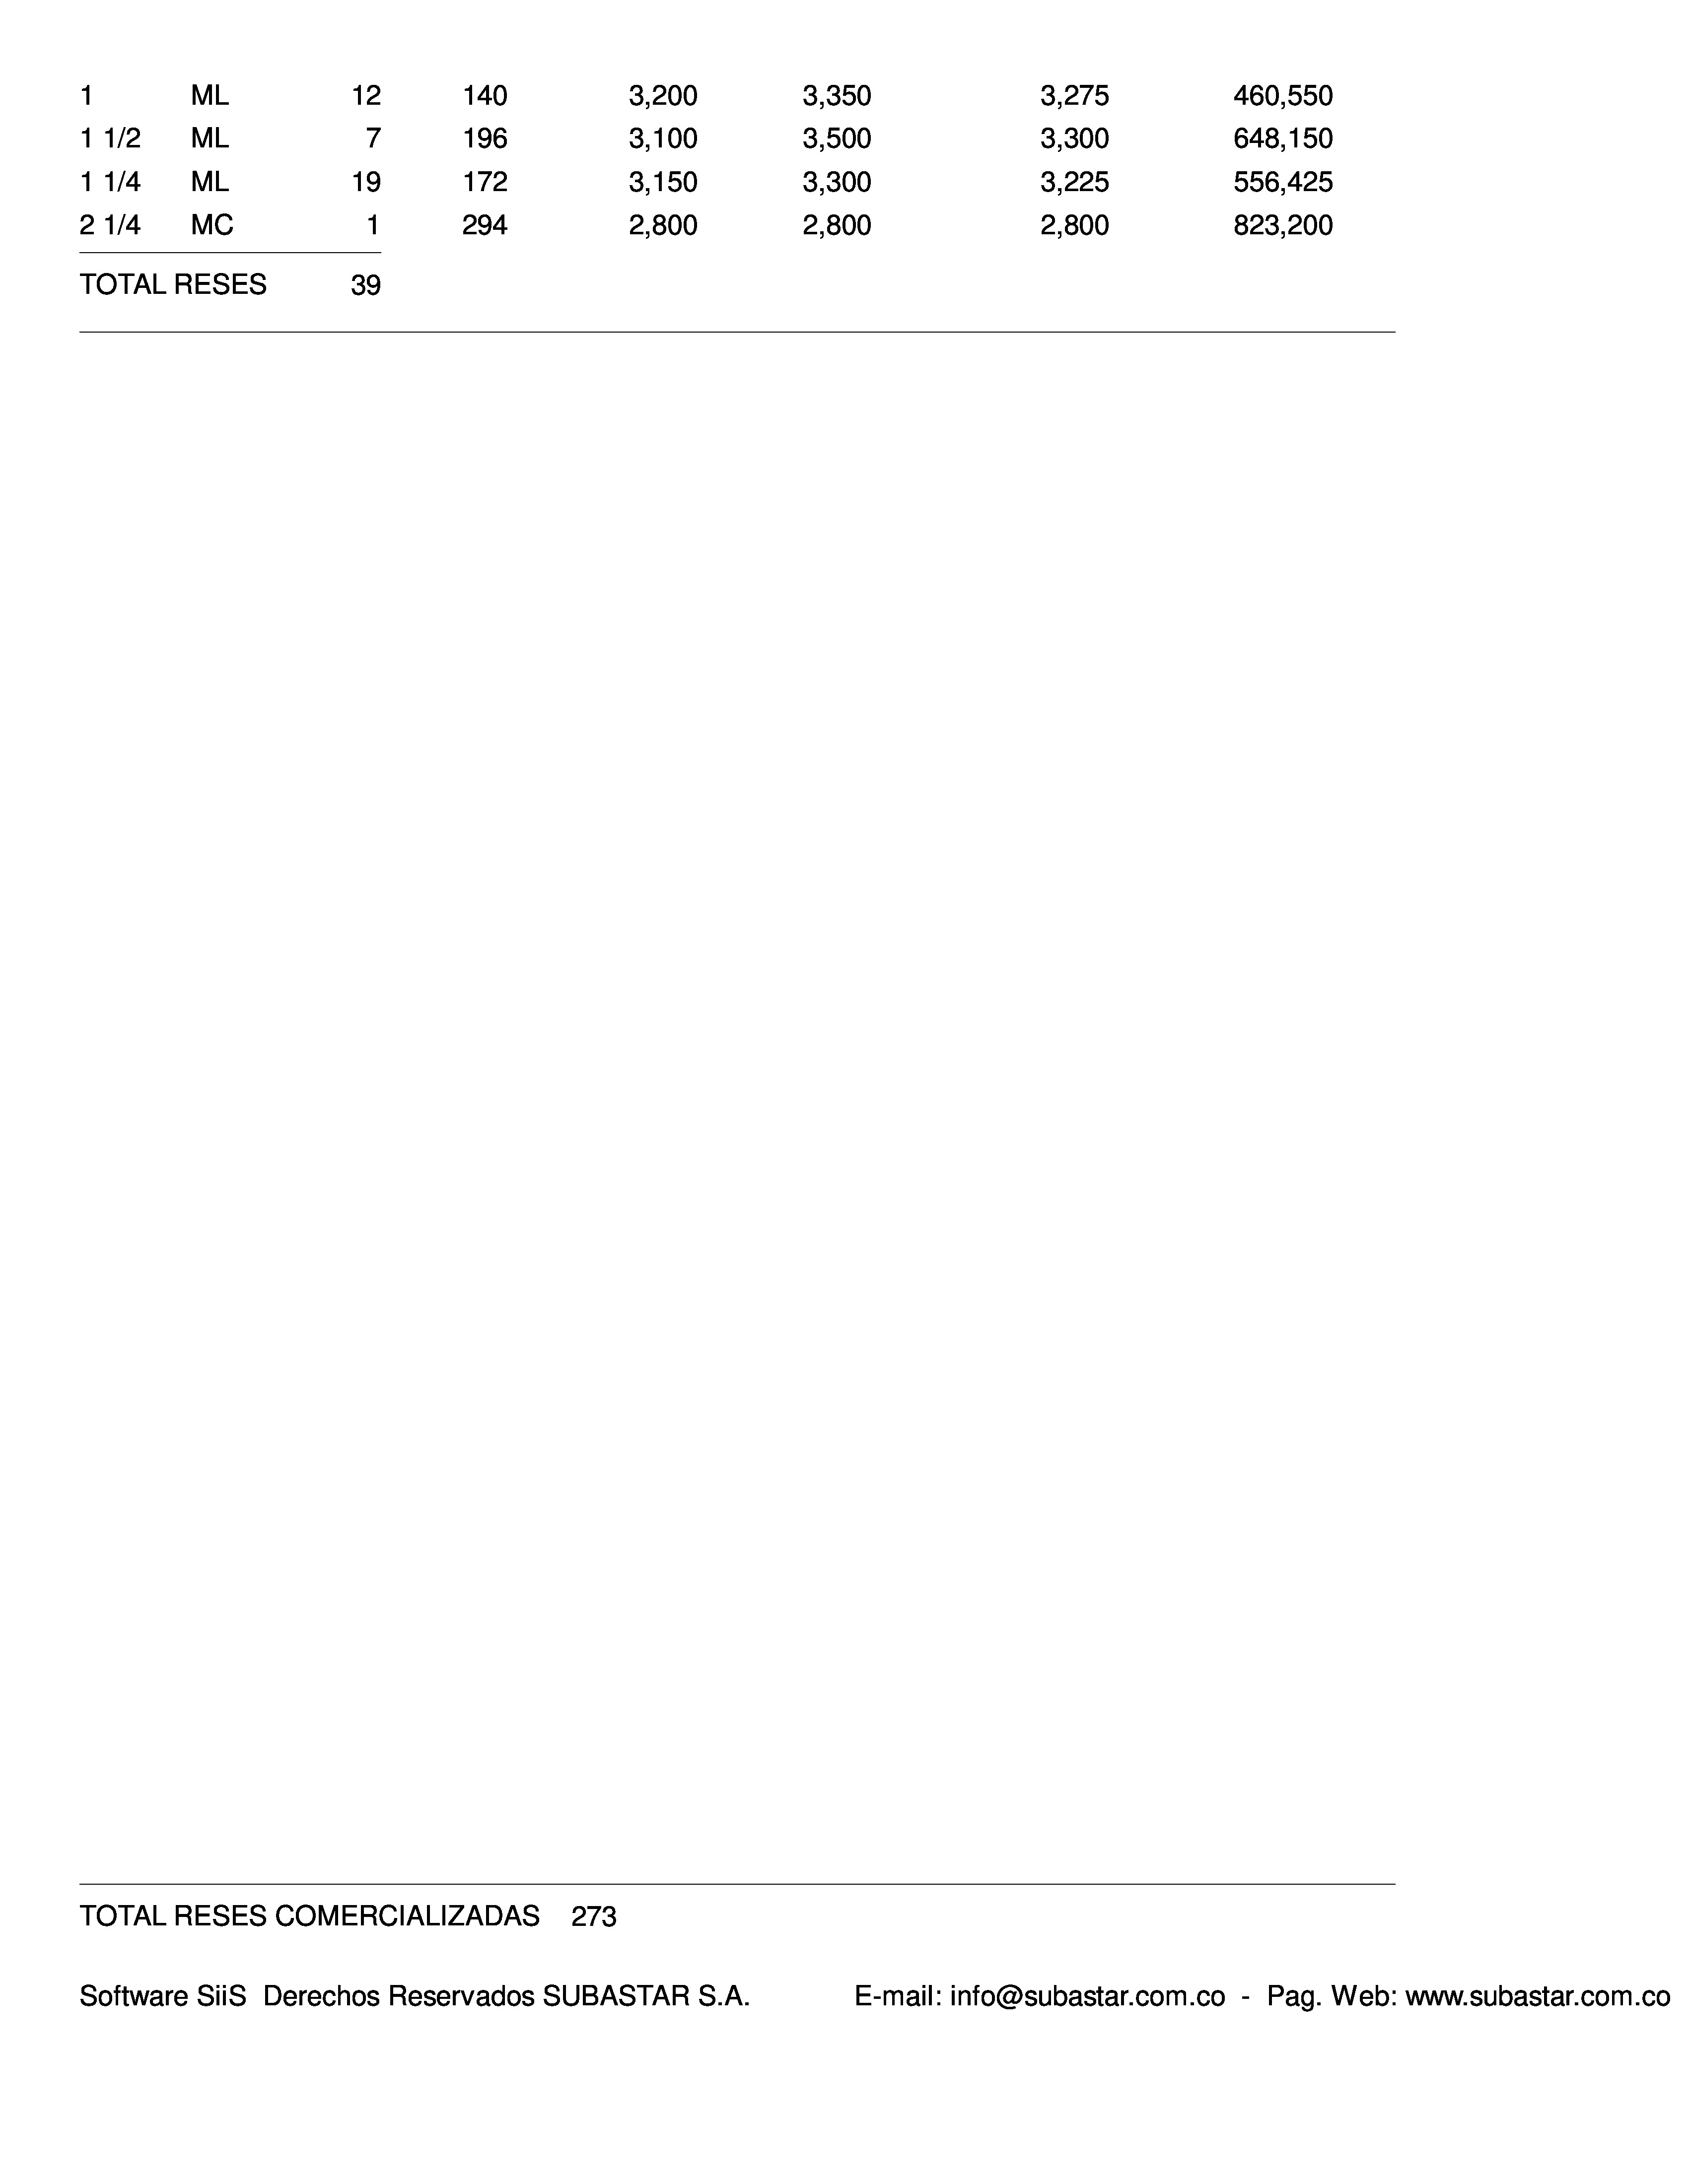 1 ML 12 140 3,200 3,350 3,275 460,550
1 1/2 ML 7 196 3,100 3,500 3,300 648,150
1 1/4 ML 19 172 3,150 3,300 3,225 556,425
2 1/4 MC 1 294 2,800 2,800 2,800 823,200
TOTAL RESES 39
TOTAL RESES COMERCIALIZADAS 273
Software SiiS Derechos Reservados SUBASTAR S.A. E-mail: info@subastar.com.co - Pag. Web: www.subastar.com.co